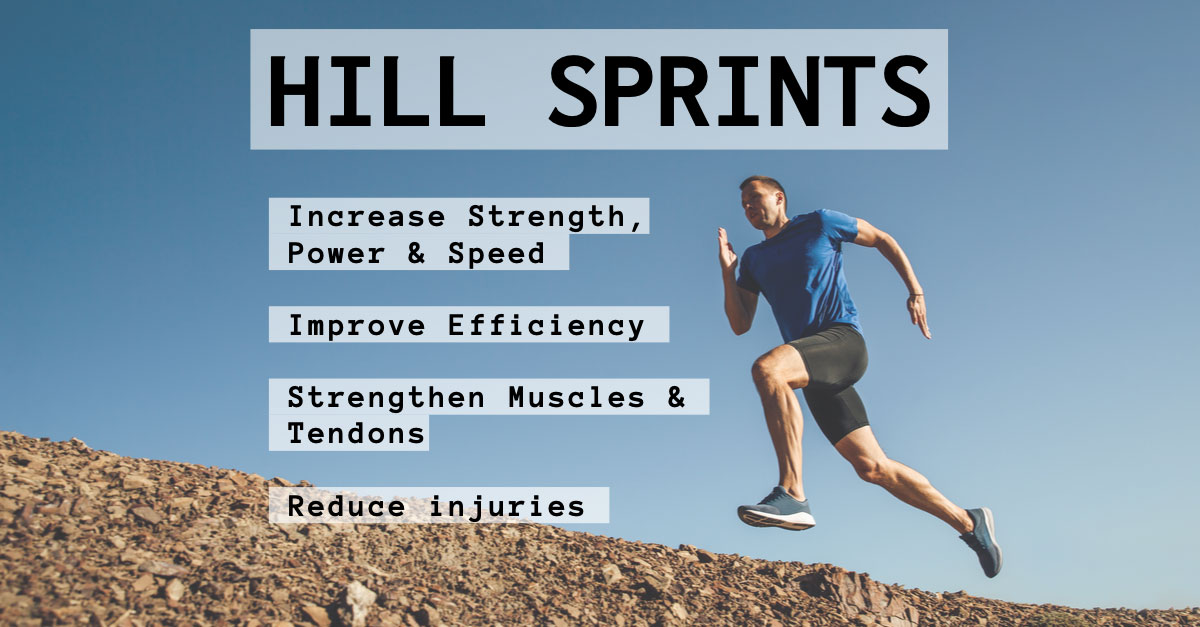 HILL SPRINTS
Increase Strength,
Power & Speed
Improve Efficiency
Strengthen Muscles &
Tendons
Reduce injuries